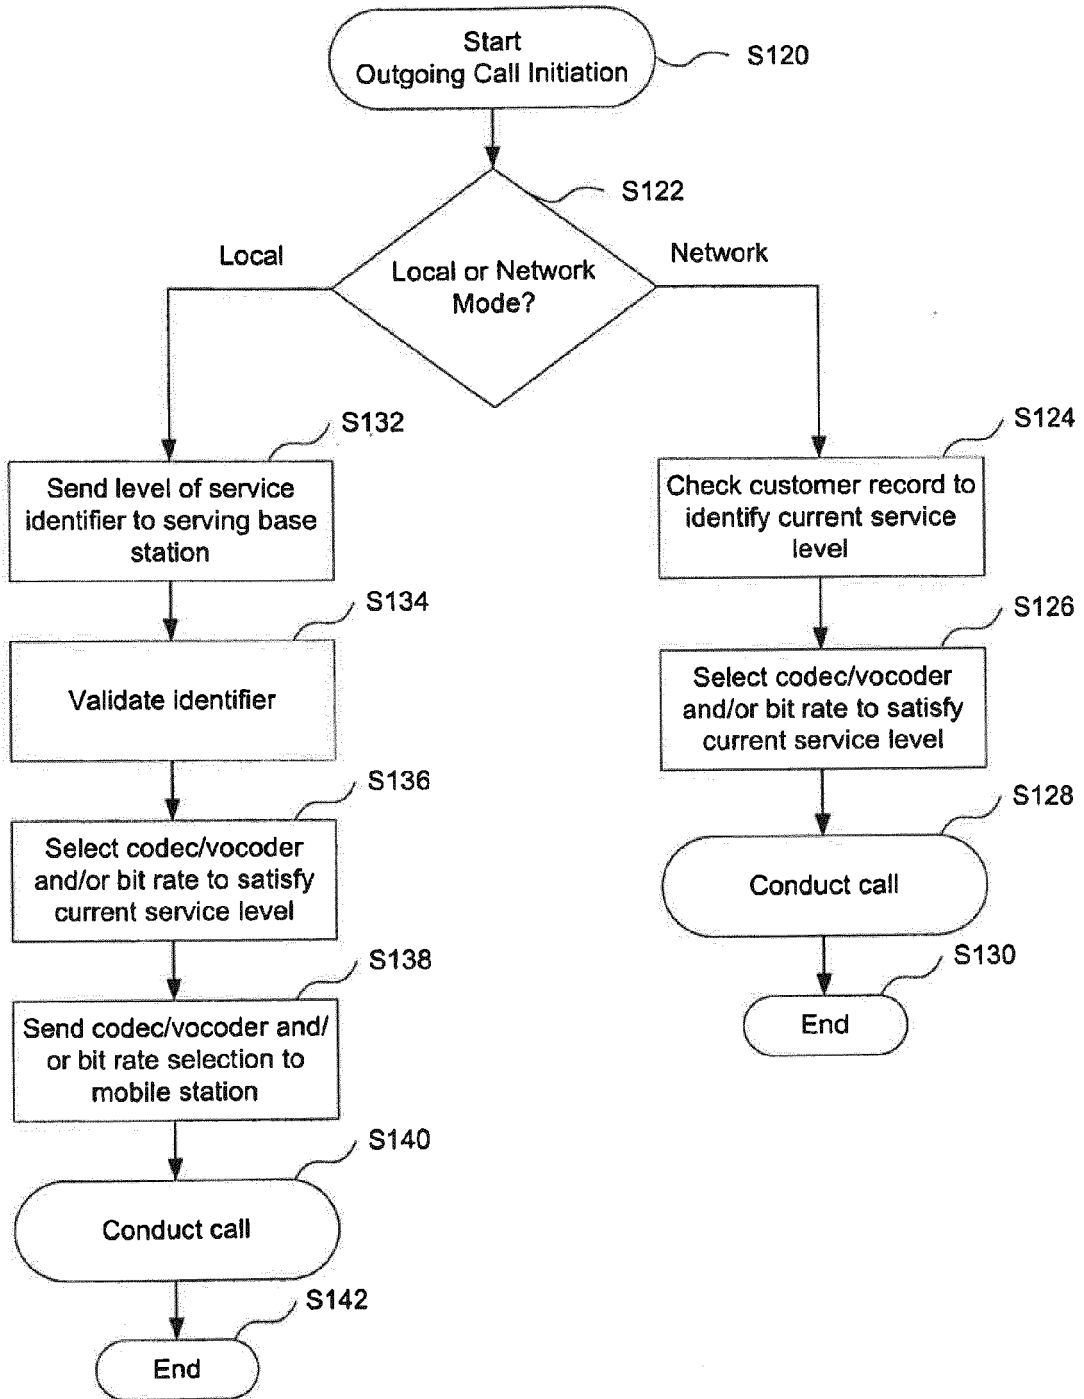 Start
Outgoing Call Initiation
S120
S122
Local
Local or Network
Mode?
Network
S132
Send level of service
identifier to serving base
station
S134
Validate identifier
S136
Select codec/vocoder
and/or bit rate to satisfy
current service level
S138
Send codec/vocoder and/
or bit rate selection to
mobile station
S140
Conduct call
S142
End
S124
Check customer record to
identify current service
level
S126
Select codec/vocoder
and/or bit rate to satisfy
current service level
S128
Conduct call
S130
End